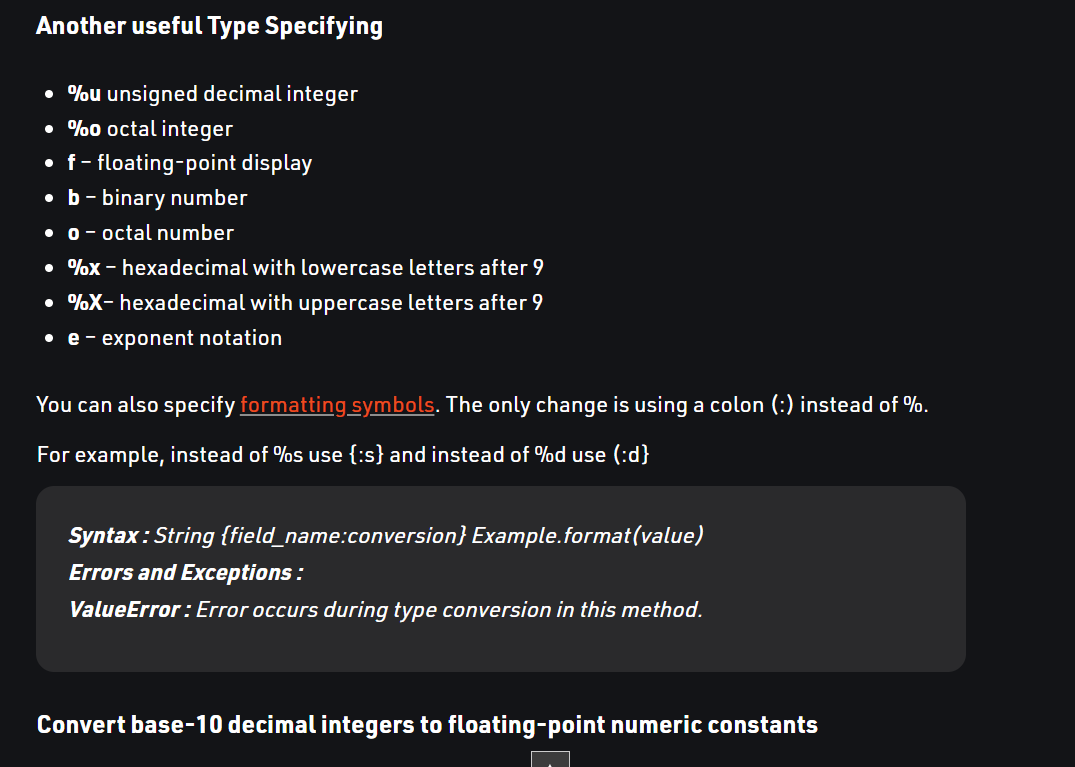 Another useful Type Specifying
• %u unsigned decimal integer
• %o octal integer
• f – floating-point display
• b – binary number
• o – octal number
• %x – hexadecimal with lowercase letters after 9
• %X– hexadecimal with uppercase letters after 9
• e – exponent notation
You can also specify formatting symbols. The only change is using a colon (:) instead of %.
For example, instead of %s use {:s} and instead of %d use (:d}
Syntax : String {field_name:conversion} Example.format(value)
Errors and Exceptions :
ValueError : Error occurs during type conversion in this method.
Convert base-10 decimal integers to floating-point numeric constants